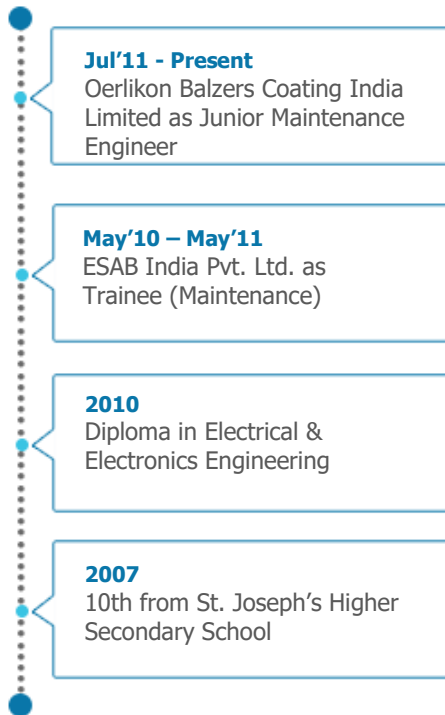 Jul’11 - Present
Oerlikon Balzers Coating India
Limited as Junior Maintenance
Engineer
May’10 – May’11
ESAB India Pvt. Ltd. as
Trainee (Maintenance)
2010
Diploma in Electrical &
Electronics Engineering
2007
10th from St. Joseph’s Higher
Secondary School